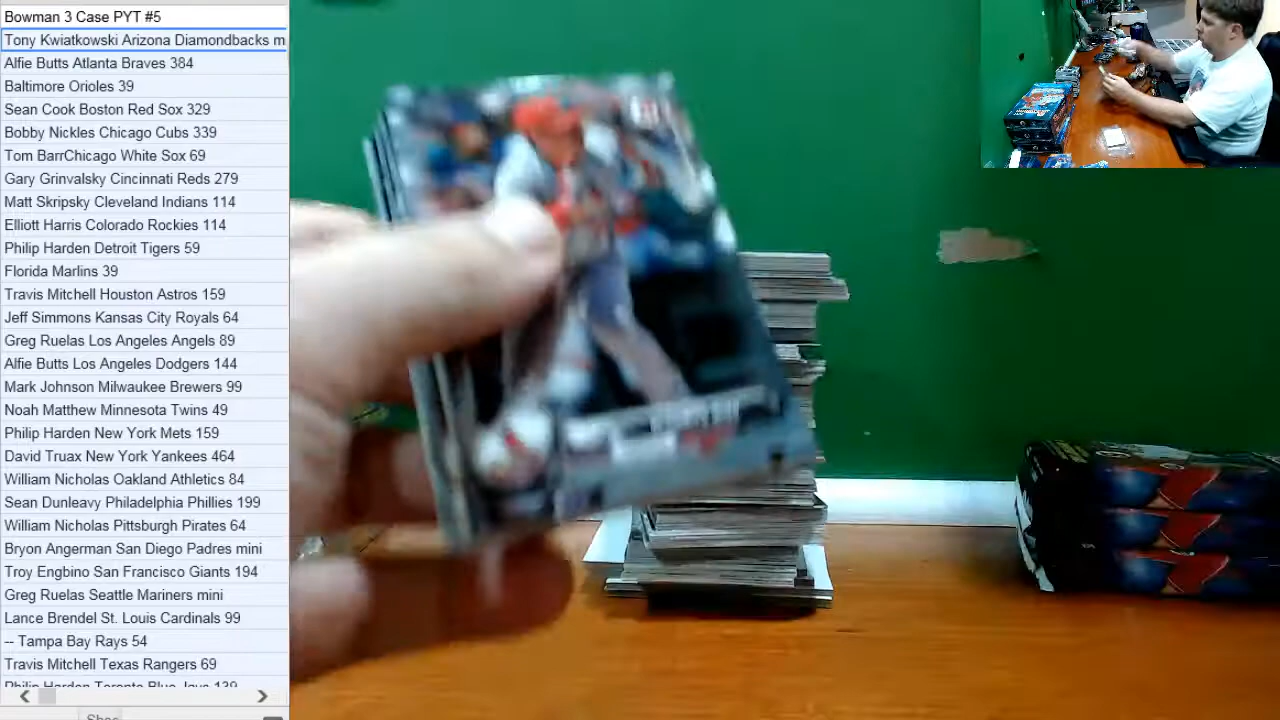 Bowman 3 Case PYT #5
Tony Kwiatkowski Arizona Diamondbacks m
Alfie Butts Atlanta Braves 384
Baltimore Orioles 39
Sean Cook Boston Red Sox 329
Bobby Nickles Chicago Cubs 339
Tom BarrChicago White Sox 69
Gary Grinvalsky Cincinnati Reds 279
Matt Skripsky Cleveland Indians 114
Elliott Harris Colorado Rockies 114
Philip Harden Detroit Tigers 59
Florida Marlins 39
Travis Mitchell Houston Astros 159
Jeff Simmons Kansas City Royals 64
Greg Ruelas Los Angeles Angels 89
Alfie Butts Los Angeles Dodgers 144
Mark Johnson Milwaukee Brewers 99
Noah Matthew Minnesota Twins 49
Philip Harden New York Mets 159
David Truax New York Yankees 464
William Nicholas Oakland Athletics 84
Sean Dunleavy Philadelphia Phillies 199
William Nicholas Pittsburgh Pirates 64
Bryon Angerman San Diego Padres mini
Troy Engbino San Francisco Giants 194
Greg Ruelas Seattle Mariners mini
Lance Brendel St. Louis Cardinals 99
-- Tampa Bay Rays 54
Travis Mitchell Texas Rangers 69
Philip Harden Toronto Blue Jays 139